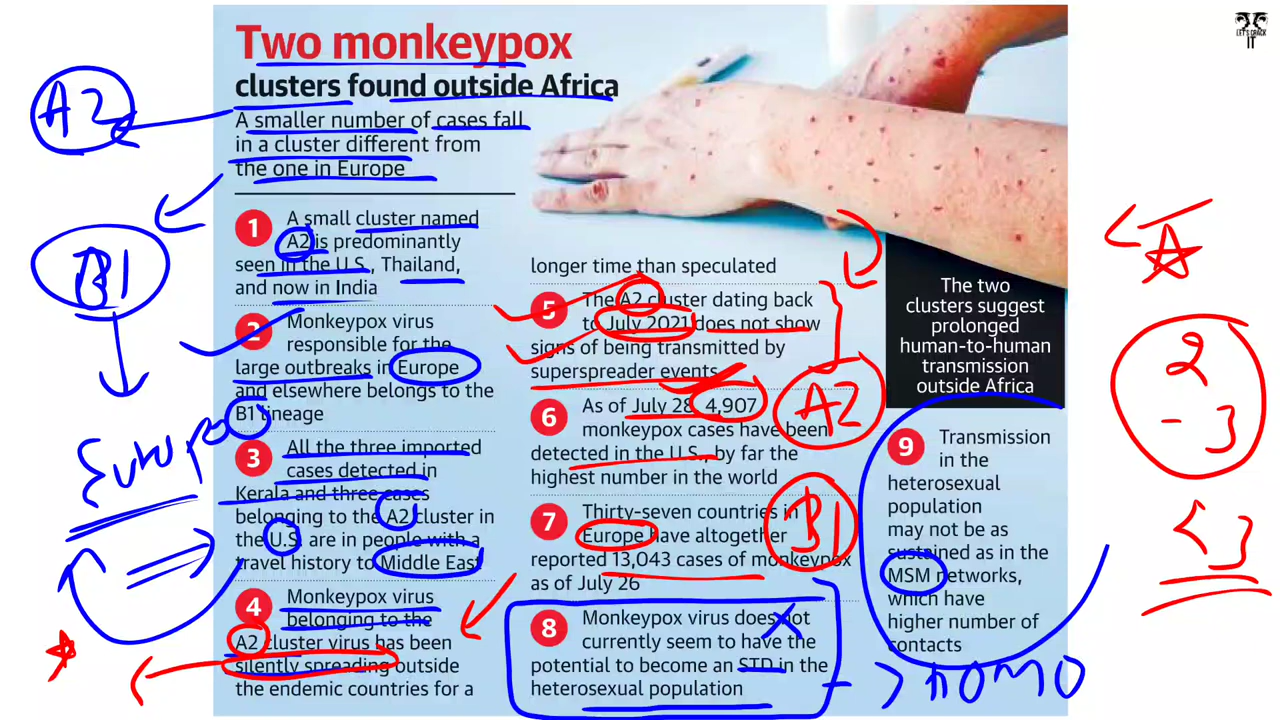 Two monkeypox
clusters found outside Africa
A smaller number of cases fall
in a cluster different from
the one in Europe
1 A small cluster named
A2 is predominantly
seen in the U.S., Thailand,
and now in India
2 Monkeypox virus
responsible for the
large outbreaks in Europe
and elsewhere belongs to the
B1 lineage
3 All the three imported
cases detected in
Kerala and three cases
belonging to the A2 cluster in
the U.S. are in people with a
travel history to Middle East
4 Monkeypox virus
belonging to the
A2 cluster virus has been
silently spreading outside
the endemic countries for a
longer time than speculated
5 The A2 cluster dating back
to July 2021 does not show
signs of being transmitted by
superspreader events
6 As of July 28, 4,907
monkeypox cases have been
detected in the U.S., by far the
highest number in the world
7 Thirty-seven countries in
Europe have altogether
reported 13,043 cases of monkeypox
as of July 26
8 Monkeypox virus does not
currently seem to have the
potential to become an STD in the
heterosexual population
The two
clusters suggest
prolonged
human-to-human
transmission
outside Africa
9 Transmission
in the
heterosexual
population
may not be as
sustained as in the
MSM networks,
which have
higher number of
contacts
A2
B1
Europe
A2
B1
2
- 3
Homo
LET'S CRACK
IT